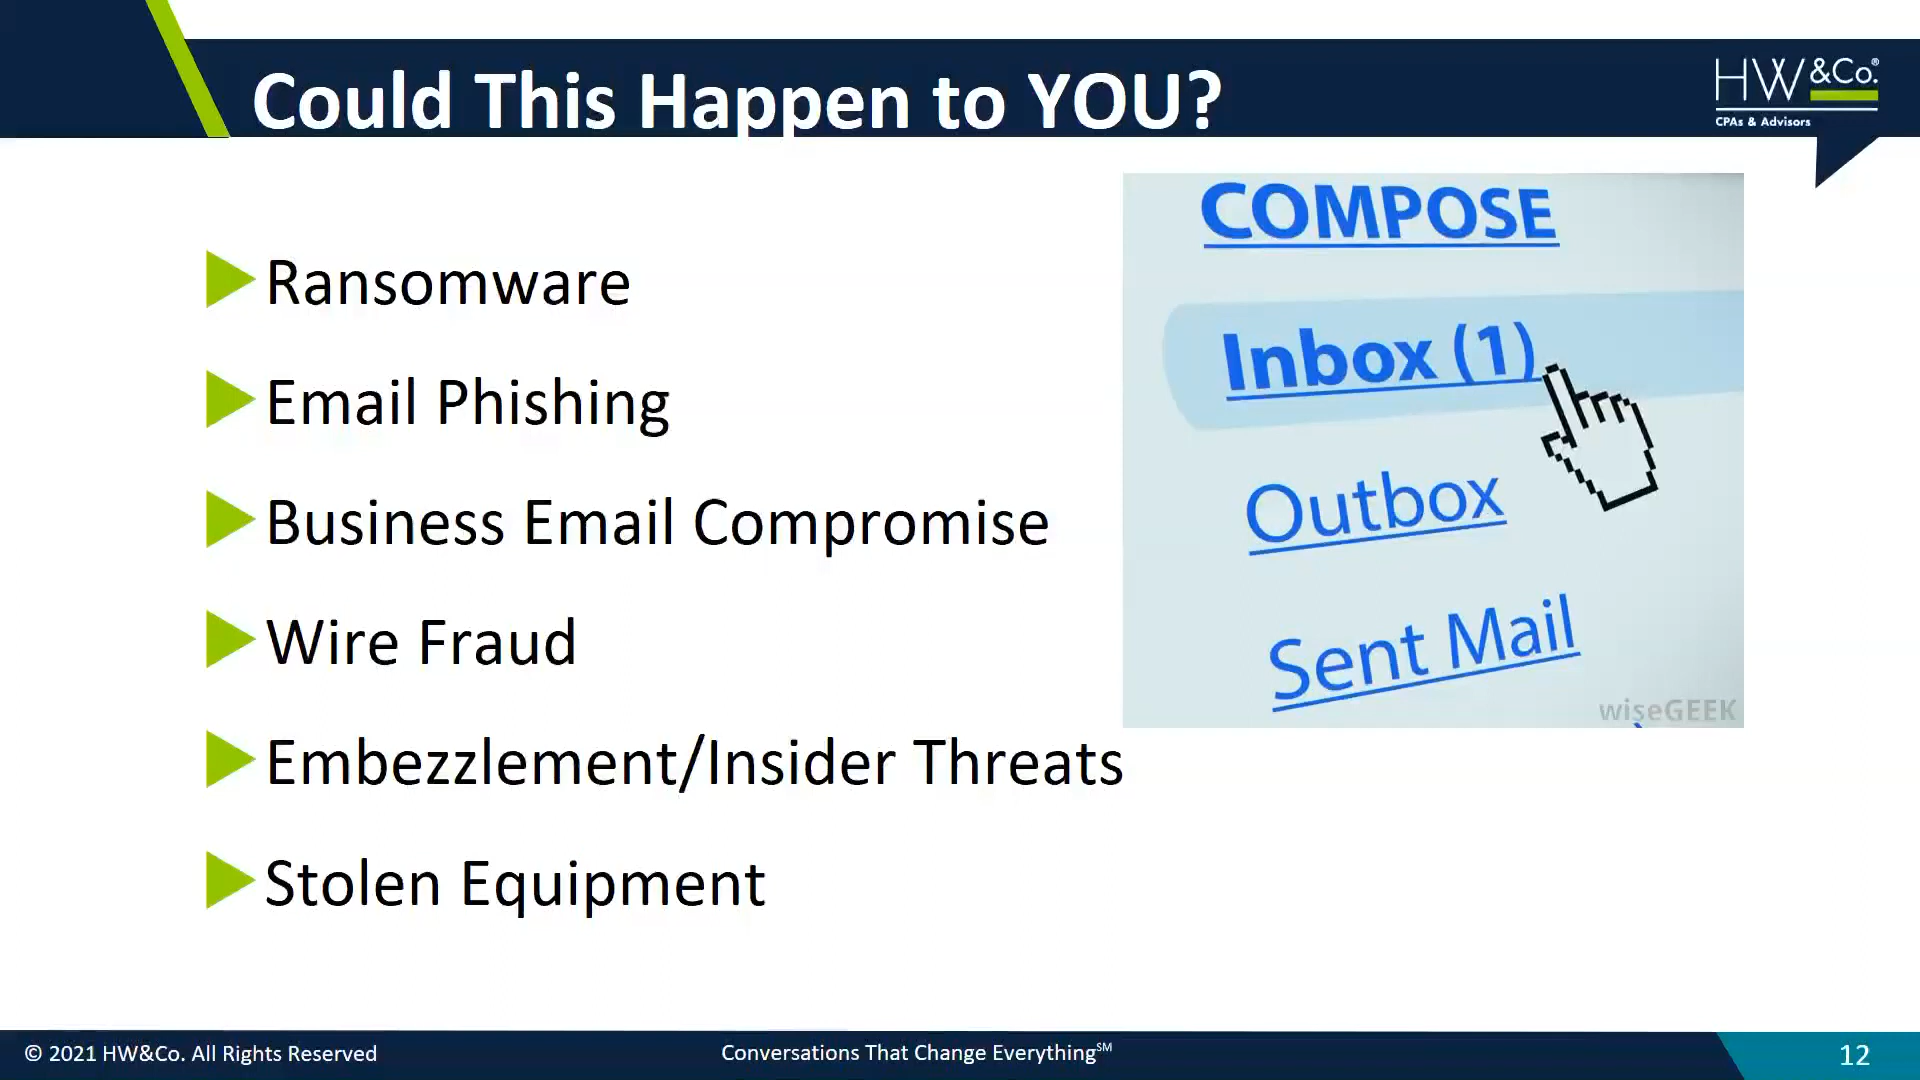 Could This Happen to YOU?
HW&Co.®
CPAs & Advisors
Ransomware
Email Phishing
Business Email Compromise
Wire Fraud
Embezzlement/Insider Threats
Stolen Equipment
COMPOSE
Inbox (1)
Outbox
Sent Mail
wiseGEEK
© 2021 HW&Co. All Rights Reserved
Conversations That Change Everything℠
12